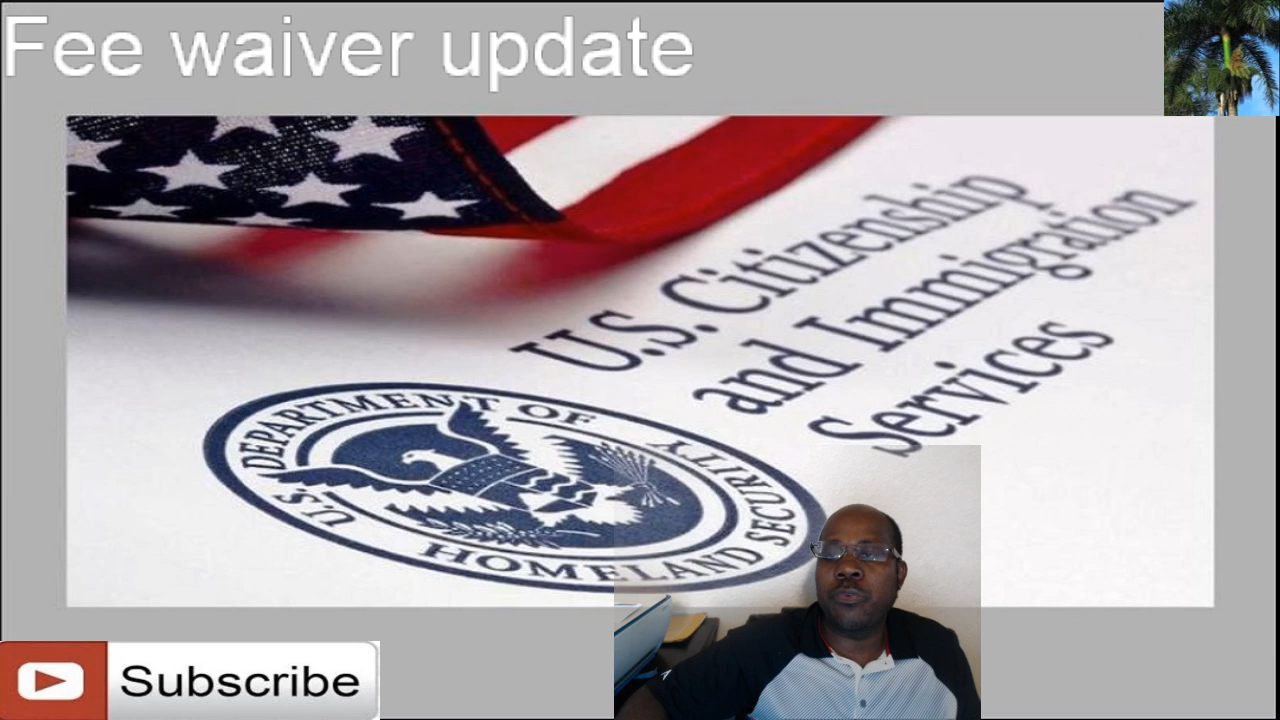 Fee waiver update
U.S. Citizenship
and Immigration
Services
U.S. DEPARTMENT OF
HOMELAND SECURITY
Subscribe